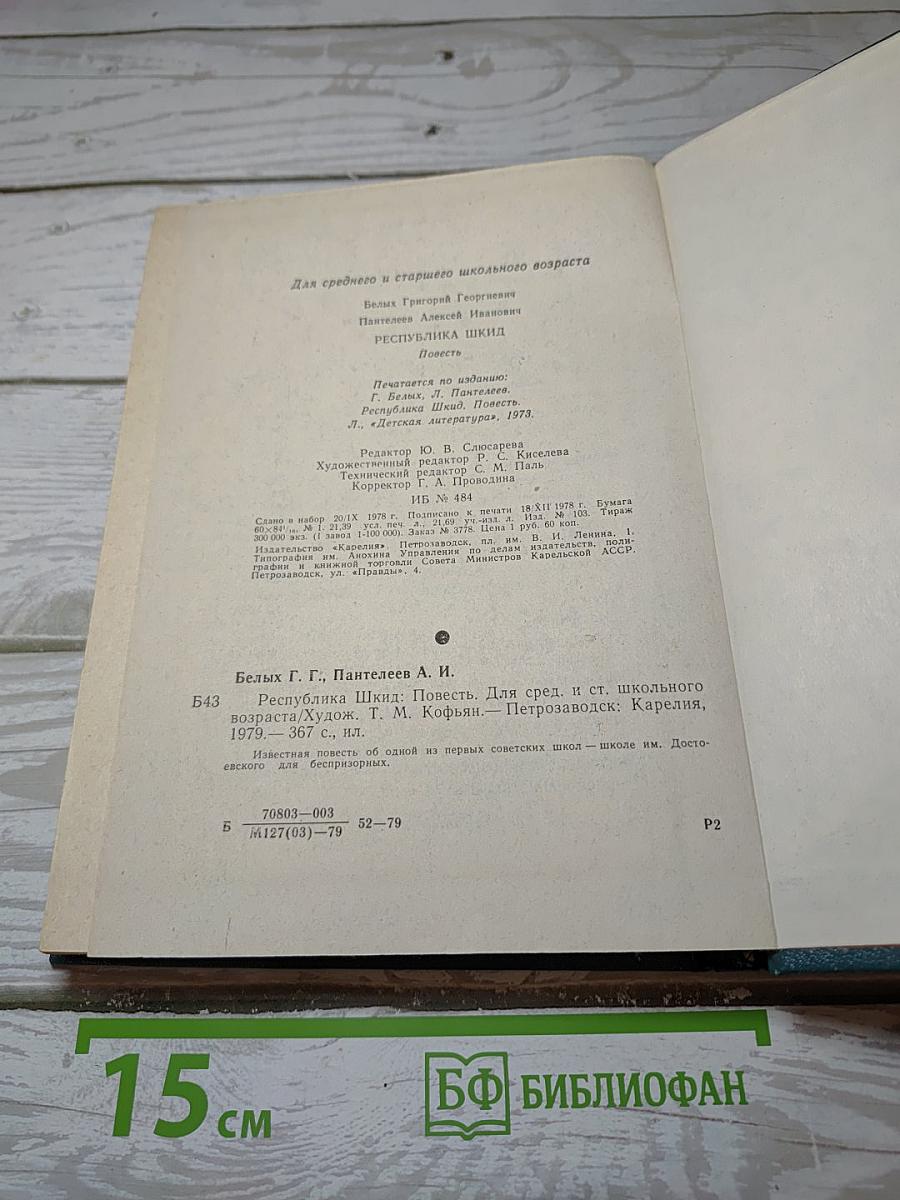 Для среднего и старшего школьного возраста
Белых Григорий Георгиевич
Пантелеев Алексей Иванович
РЕСПУБЛИКА ШКИД
Повесть
Печатается по изданию:
Г. Белых, Л. Пантелеев.
Республика Шкид. Повесть.
Л., «Детская литература», 1973.
Редактор Ю. В. Слюсарева
Художественный редактор Р. С. Киселева
Технический редактор С. М. Паль
Корректор Г. А. Проводина
ИБ № 484
Сдано в набор 20/IX 1978 г. Подписано к печати 18/XII 1978 г. Бумага
60×84¹/₁₆, № 1. 21,39 усл. печ. л., 21,69 уч.-изд. л. Изд. № 103. Тираж
300 000 экз. (I завод 1-100 000). Заказ № 3778. Цена 1 руб. 60 коп.
Издательство «Карелия». Петрозаводск, пл. им. В. И. Ленина, 1.
Типография им. Анохина Управления по делам издательств, поли-
графии и книжной торговли Совета Министров Карельской АССР.
Петрозаводск, ул. «Правды», 4.
Белых Г. Г., Пантелеев А. И.
Б43 Республика Шкид: Повесть. Для сред. и ст. школьного
возраста/Худож. Т. М. Кофьян.— Петрозаводск: Карелия,
1979.— 367 с., ил.
Известная повесть об одной из первых советских школ — школе им. Досто-
евского для беспризорных.
70803—003
Б М127(03)—79 52—79 Р2
15 см
БФ БИБЛИОФАН